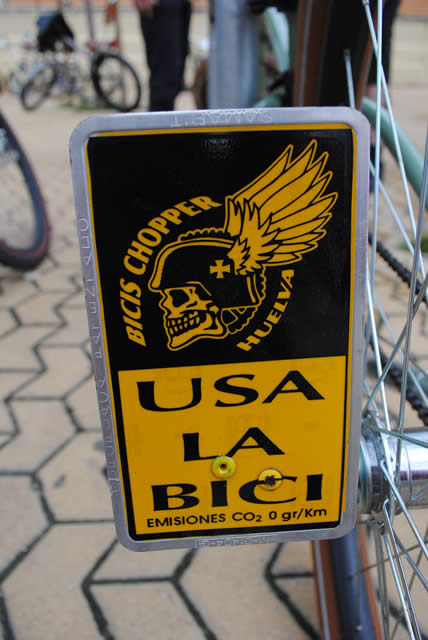 BICIS CHOPPER
HUELVA
USA
LA
BICI
EMISIONES CO₂ 0 gr/Km